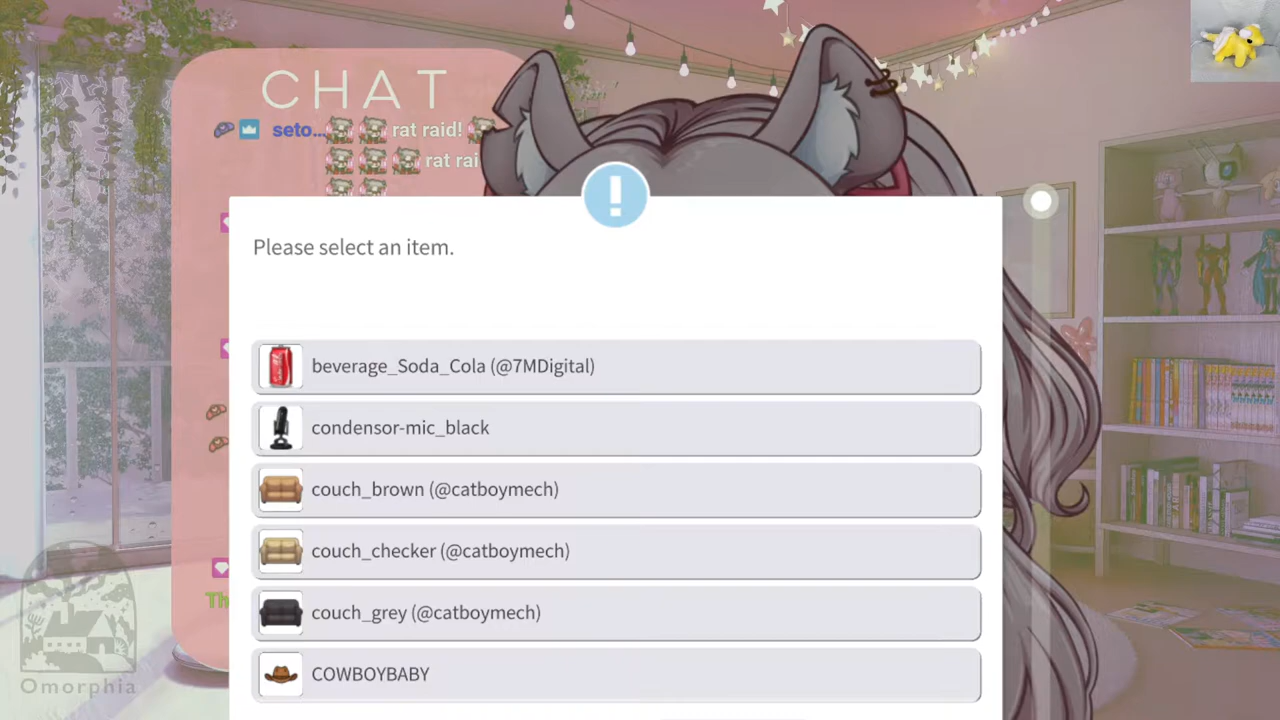 CHAT
seto... rat raid!
rat rai
Please select an item.
beverage_Soda_Cola (@7MDigital)
condensor-mic_black
couch_brown (@catboymech)
couch_checker (@catboymech)
couch_grey (@catboymech)
COWBOYBABY
Th
Omorphia